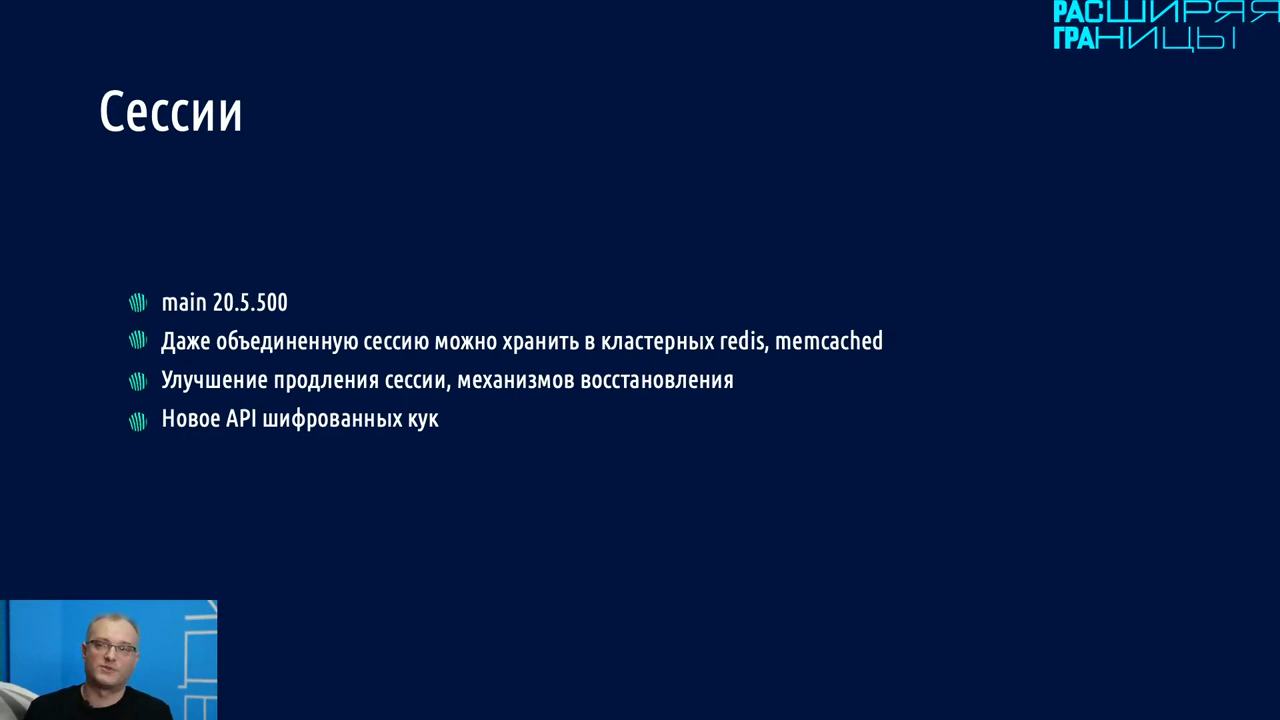 РАСШИРЯЯ
ГРАНИЦЫ
Сессии
main 20.5.500
Даже объединенную сессию можно хранить в кластерных redis, memcached
Улучшение продления сессии, механизмов восстановления
Новое API шифрованных кук